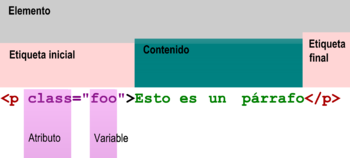 Elemento
Etiqueta inicial
Contenido
Etiqueta
final
<p class="foo">Esto es un párrafo</p>
Atributo
Variable